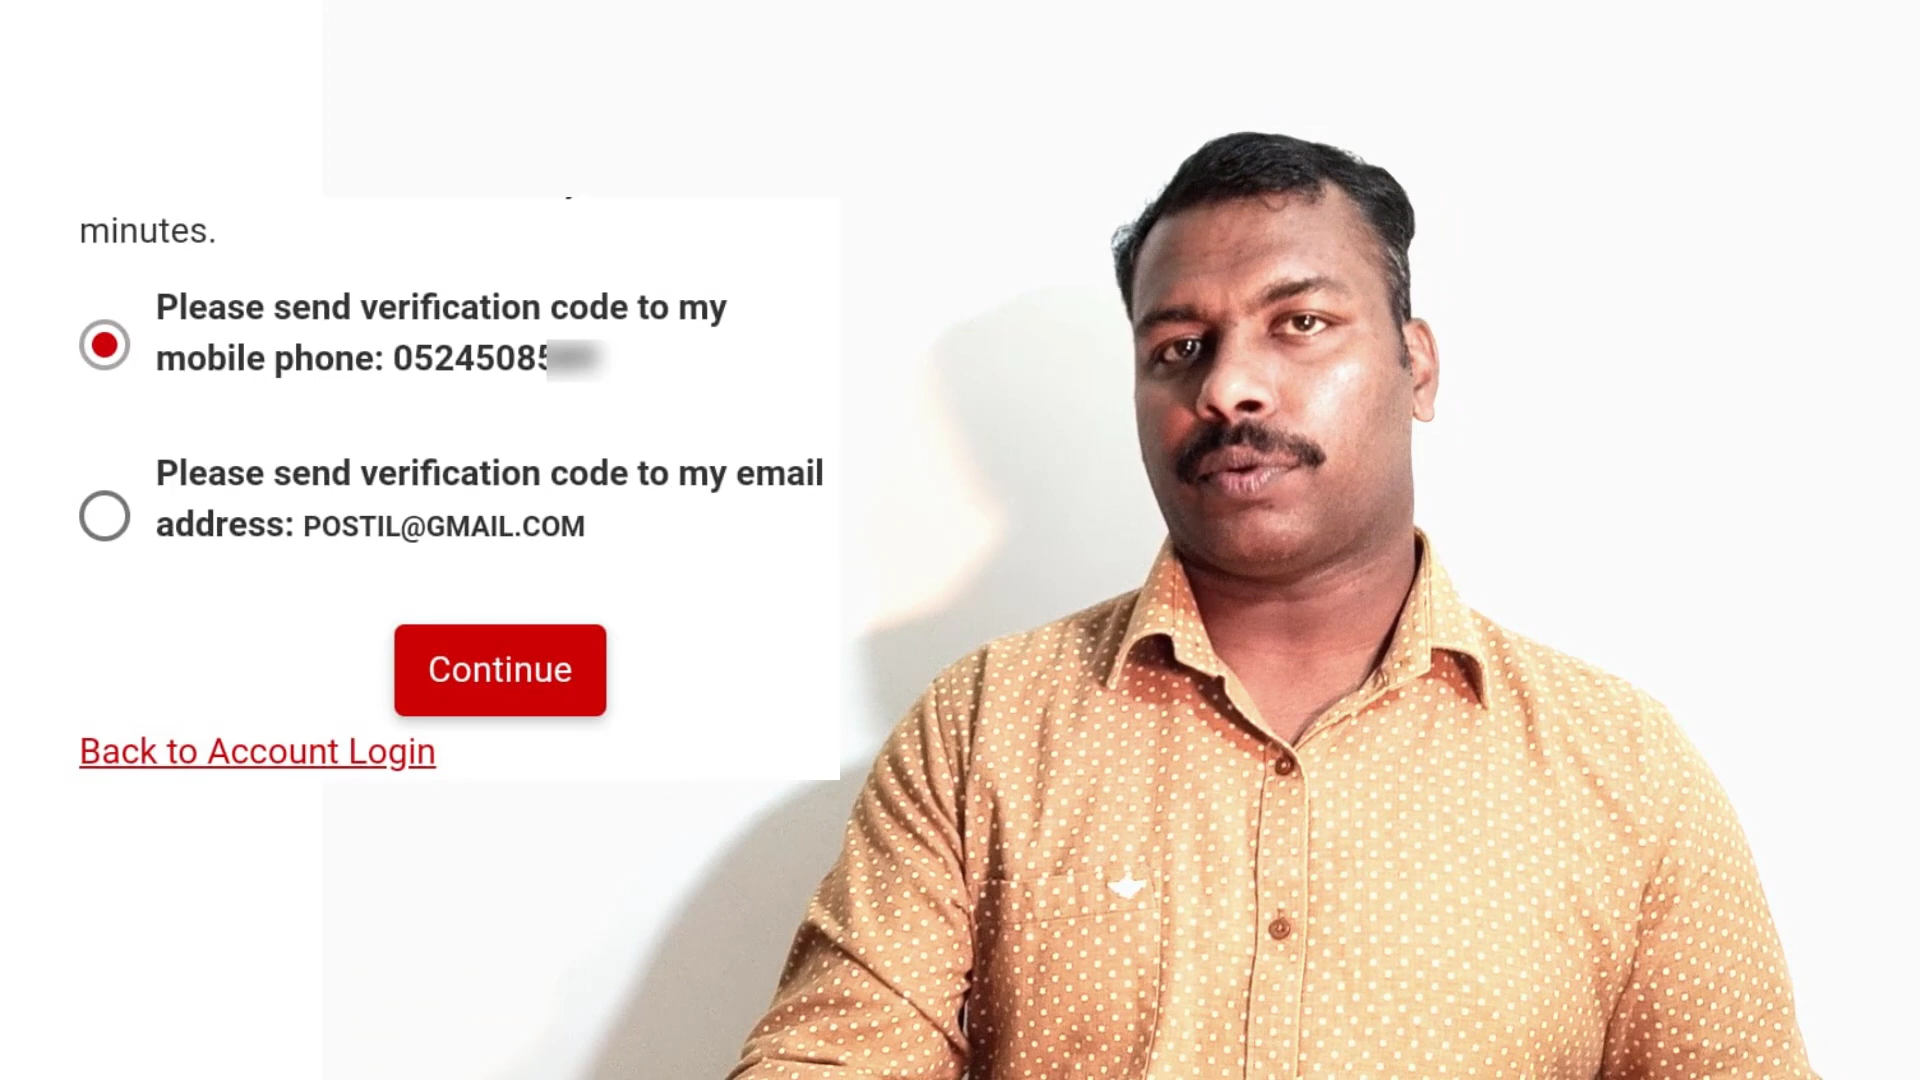 minutes.
Please send verification code to my
mobile phone: 05245085
Please send verification code to my email
address: POSTIL@GMAIL.COM
Continue
Back to Account Login